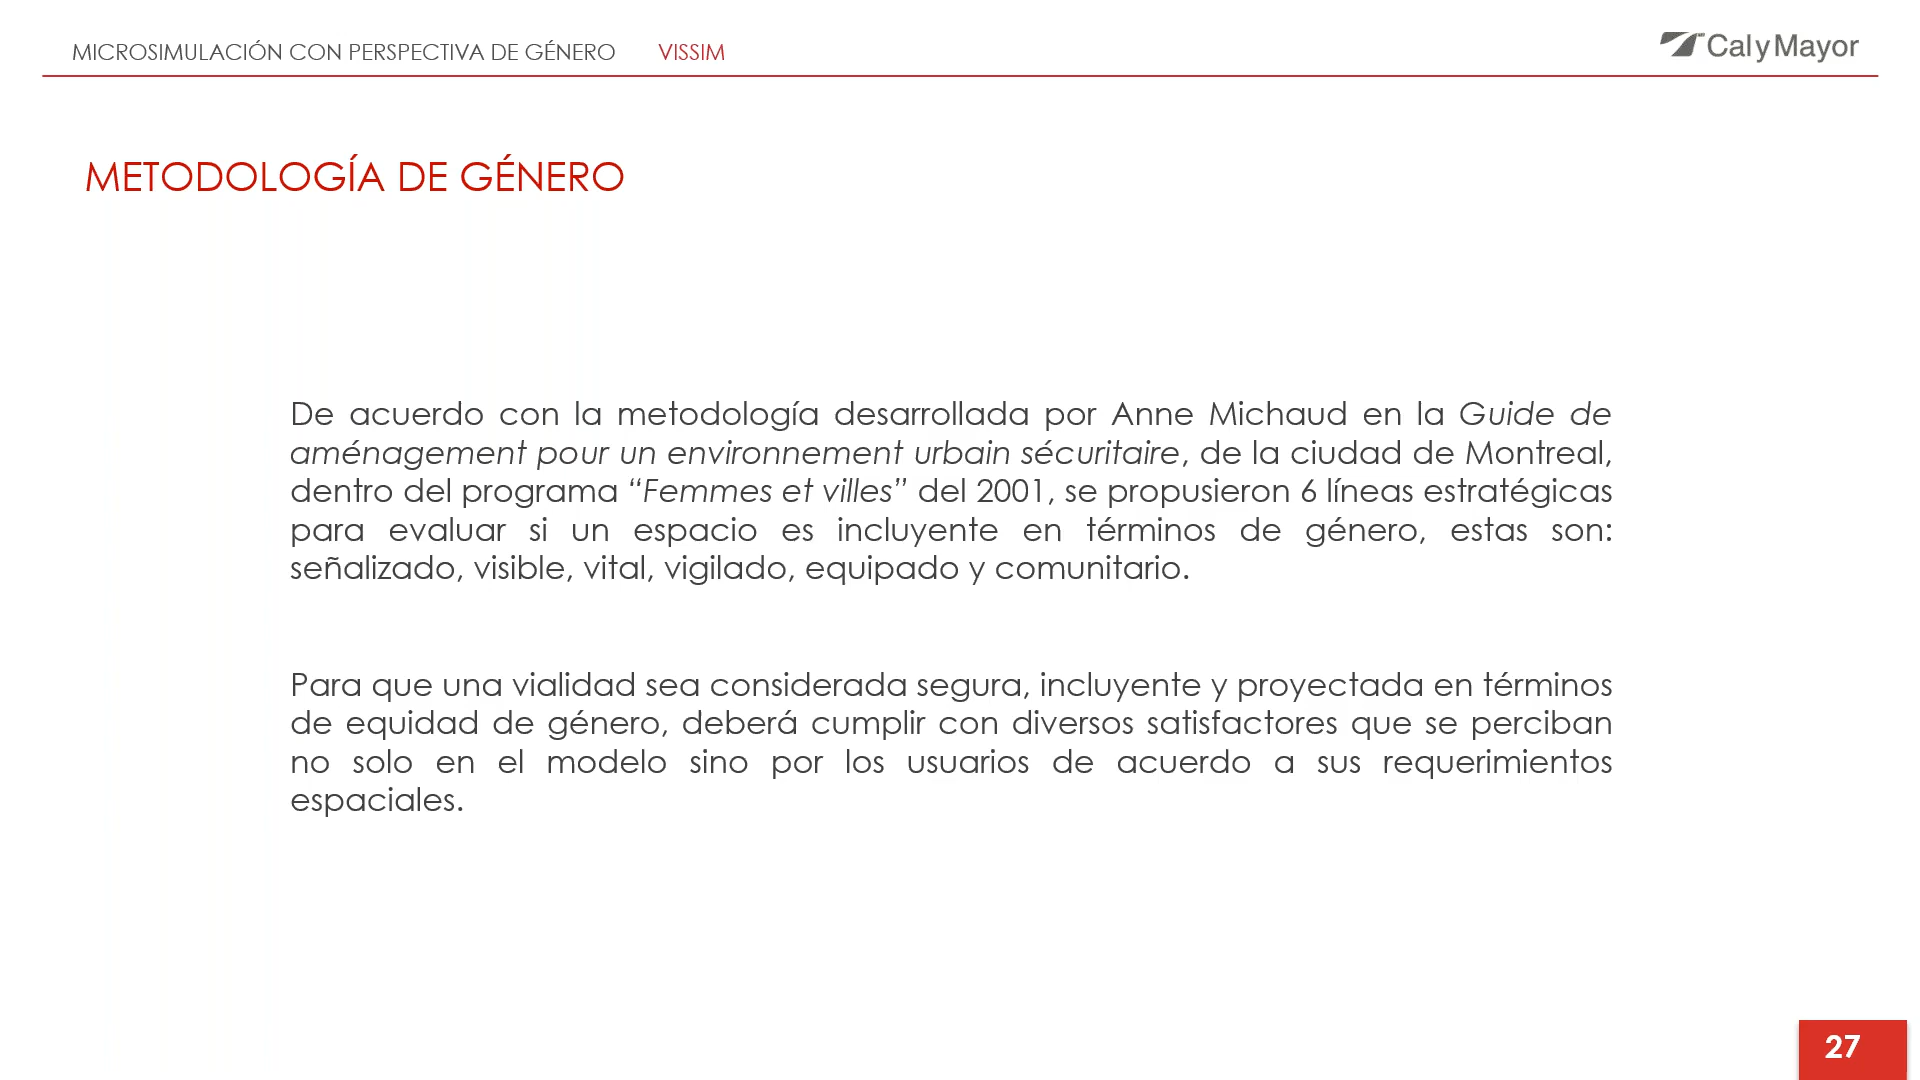 MICROSIMULACIÓN CON PERSPECTIVA DE GÉNERO VISSIM
CalyMayor
METODOLOGÍA DE GÉNERO
De acuerdo con la metodología desarrollada por Anne Michaud en la Guide de
aménagement pour un environnement urbain sécuritaire, de la ciudad de Montreal,
dentro del programa “Femmes et villes” del 2001, se propusieron 6 líneas estratégicas
para evaluar si un espacio es incluyente en términos de género, estas son:
señalizado, visible, vital, vigilado, equipado y comunitario.
Para que una vialidad sea considerada segura, incluyente y proyectada en términos
de equidad de género, deberá cumplir con diversos satisfactores que se perciban
no solo en el modelo sino por los usuarios de acuerdo a sus requerimientos
espaciales.
27